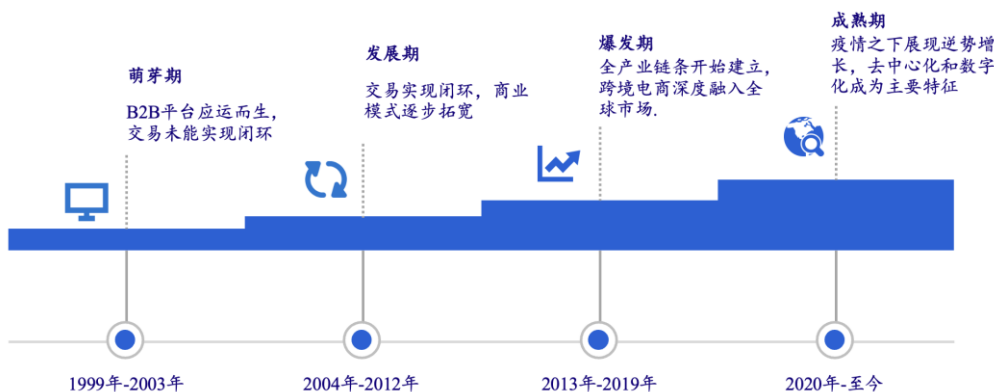 萌芽期
B2B平台应运而生,
交易未能实现闭环
发展期
交易实现闭环，商业
模式逐步拓宽
爆发期
全产业链条开始建立，
跨境电商深度融入全
球市场.
成熟期
疫情之下展现逆势增
长，去中心化和数字
化成为主要特征
1999年-2003年
2004年-2012年
2013年-2019年
2020年-至今